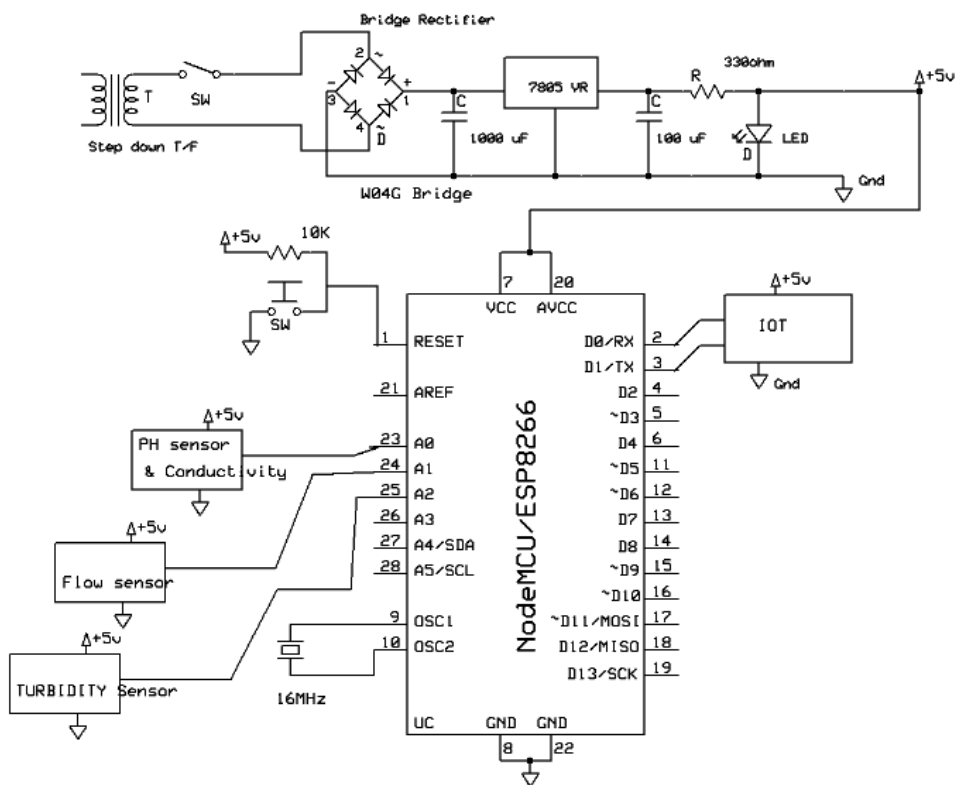 Bridge Rectifier
2 ~
T
SW
- +
3 1
4
~
D
C
1000 uF
7805 VR
C
100 uF
R
330ohm
LED
D
+5v
Step down T/F
W04G Bridge
Gnd
+5v
10K
SW
7 20
VCC AVCC
1 RESET
21 AREF
23 A0
24 A1
25 A2
26 A3
27 A4/SDA
28 A5/SCL
9 OSC1
10 OSC2
UC
GND GND
8 22
NodeMCU/ESP8266
D0/RX 2
D1/TX 3
D2 4
~D3 5
D4 6
~D5 11
~D6 12
D7 13
D8 14
~D9 15
~D10 16
~D11/MOSI 17
D12/MISO 18
D13/SCK 19
+5v
IOT
Gnd
+5v
PH sensor
& Conductivity
+5v
Flow sensor
+5v
TURBIDITY Sensor
16MHz